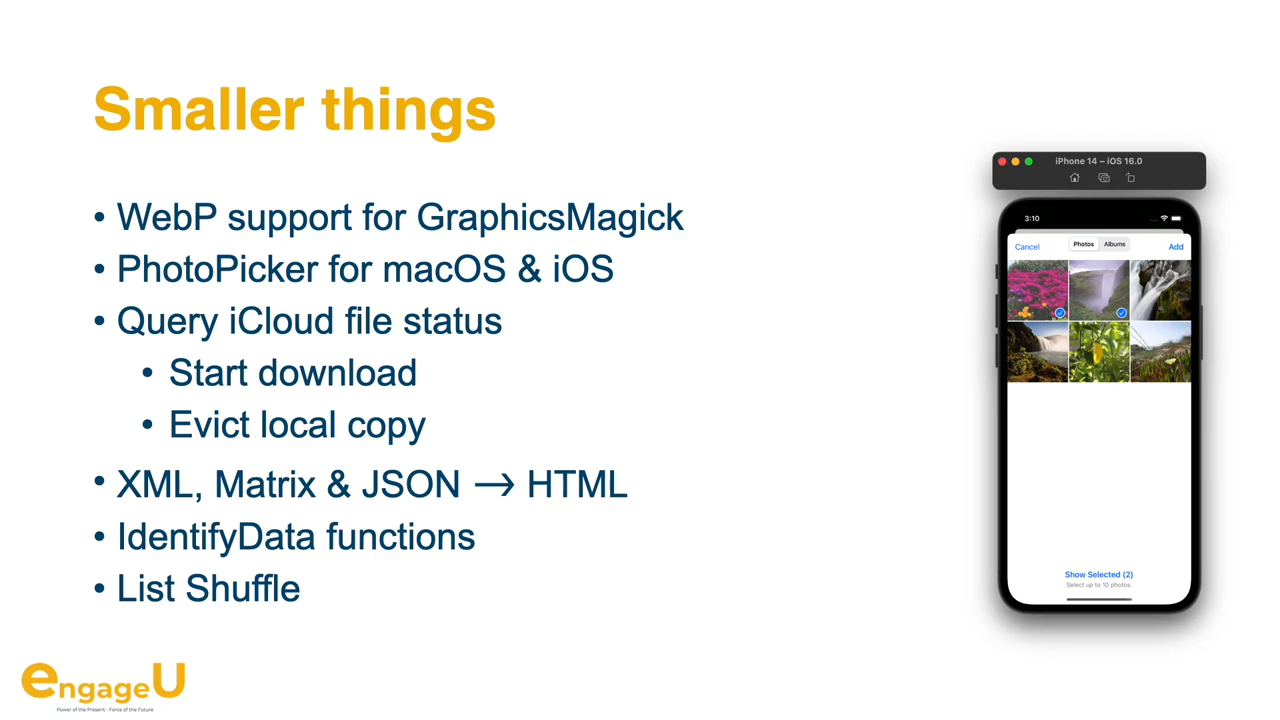 Smaller things
• WebP support for GraphicsMagick
• PhotoPicker for macOS & iOS
• Query iCloud file status
• Start download
• Evict local copy
• XML, Matrix & JSON → HTML
• IdentifyData functions
• List Shuffle
iPhone 14 – iOS 16.0
3:10
Cancel Photos Albums Add
Show Selected (2)
Select up to 10 photos.
engageU
Power of the Present - Force of the Future